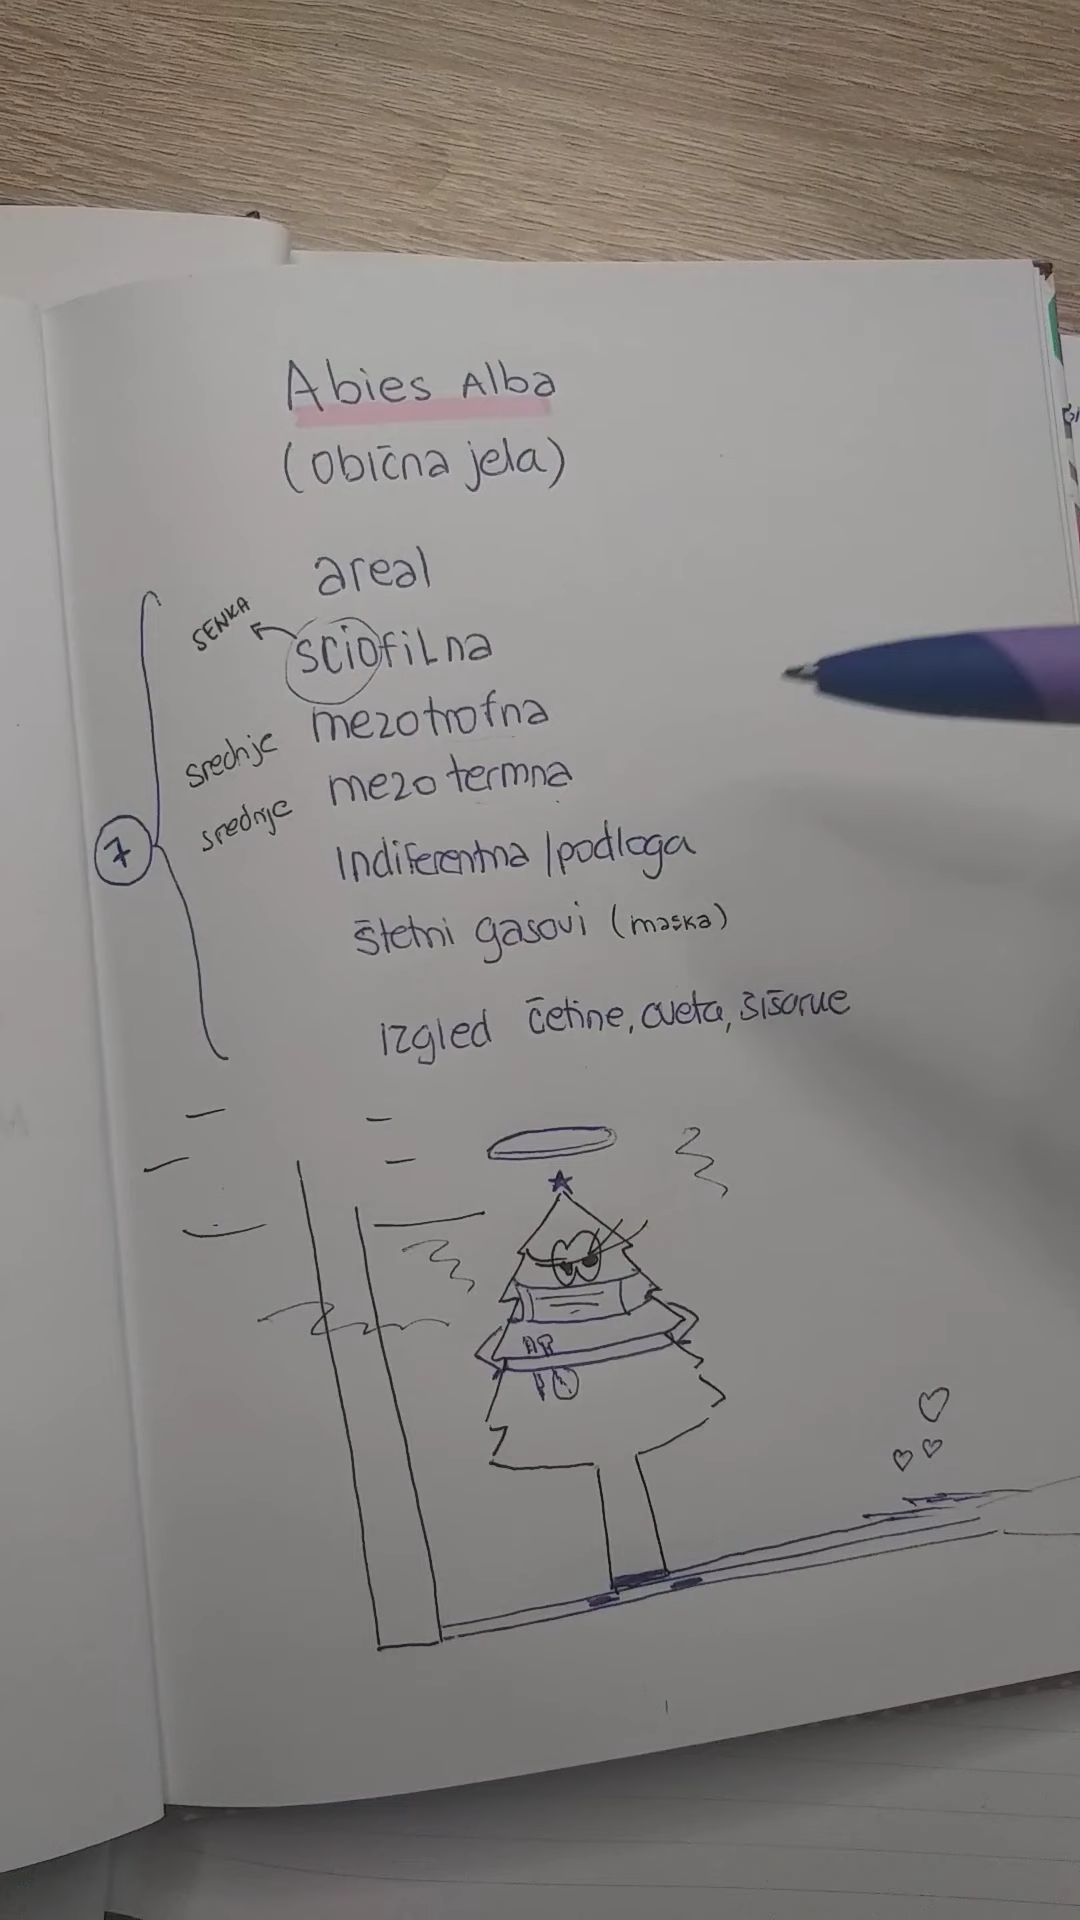 Abies Alba
(obična jela)
areal
SENKA
sciofilna
srednje mezotrofna
srednje mezotermna
Indiferentna /podloga
7
štetni gasovi (maska)
izgled četine, cveta, šišarue